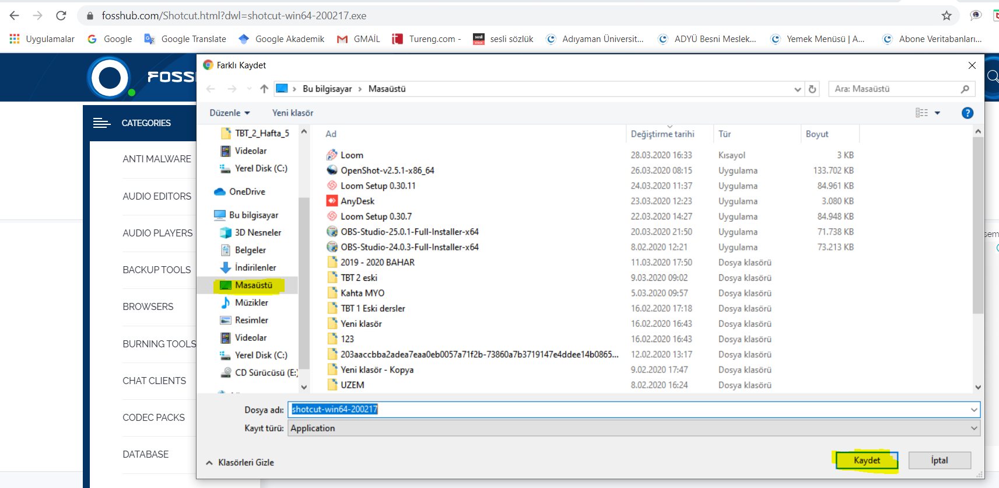 fosshub.com/Shotcut.html?dwl=shotcut-win64-200217.exe
Uygulamalar Google Google Translate Google Akademik GMAİL Tureng.com - sesli sözlük Adıyaman Üniversit... ADYÜ Besni Meslek... Yemek Menüsü | A... Abone Veritabanları...
FOSS
CATEGORIES
ANTI MALWARE
AUDIO EDITORS
AUDIO PLAYERS
BACKUP TOOLS
BROWSERS
BURNING TOOLS
CHAT CLIENTS
CODEC PACKS
DATABASE
Farklı Kaydet
Bu bilgisayar > Masaüstü
Ara: Masaüstü
Düzenle Yeni klasör
TBT_2_Hafta_5
Videolar
Yerel Disk (C:)
OneDrive
Bu bilgisayar
3D Nesneler
Belgeler
İndirilenler
Masaüstü
Müzikler
Resimler
Videolar
Yerel Disk (C:)
CD Sürücüsü (E:)
Ad Değiştirme tarihi Tür Boyut
Loom 28.03.2020 16:33 Kısayol 3 KB
OpenShot-v2.5.1-x86_64 26.03.2020 08:15 Uygulama 133.702 KB
Loom Setup 0.30.11 24.03.2020 11:37 Uygulama 84.961 KB
AnyDesk 23.03.2020 12:23 Uygulama 3.080 KB
Loom Setup 0.30.7 22.03.2020 14:27 Uygulama 84.948 KB
OBS-Studio-25.0.1-Full-Installer-x64 20.03.2020 21:50 Uygulama 71.738 KB
OBS-Studio-24.0.3-Full-Installer-x64 8.02.2020 12:21 Uygulama 73.213 KB
2019 - 2020 BAHAR 11.03.2020 17:50 Dosya klasörü
TBT 2 eski 9.03.2020 09:02 Dosya klasörü
Kahta MYO 5.03.2020 09:57 Dosya klasörü
TBT 1 Eski dersler 16.02.2020 17:18 Dosya klasörü
Yeni klasör 16.02.2020 16:43 Dosya klasörü
123 16.02.2020 16:43 Dosya klasörü
203aaccbba2adea7eaa0eb0057a71f2b-73860a7b3719147e4ddee14b0865... 12.02.2020 13:17 Dosya klasörü
Yeni klasör - Kopya 9.02.2020 17:47 Dosya klasörü
UZEM 8.02.2020 16:24 Dosya klasörü
Dosya adı: shotcut-win64-200217
Kayıt türü: Application
Klasörleri Gizle
Kaydet İptal